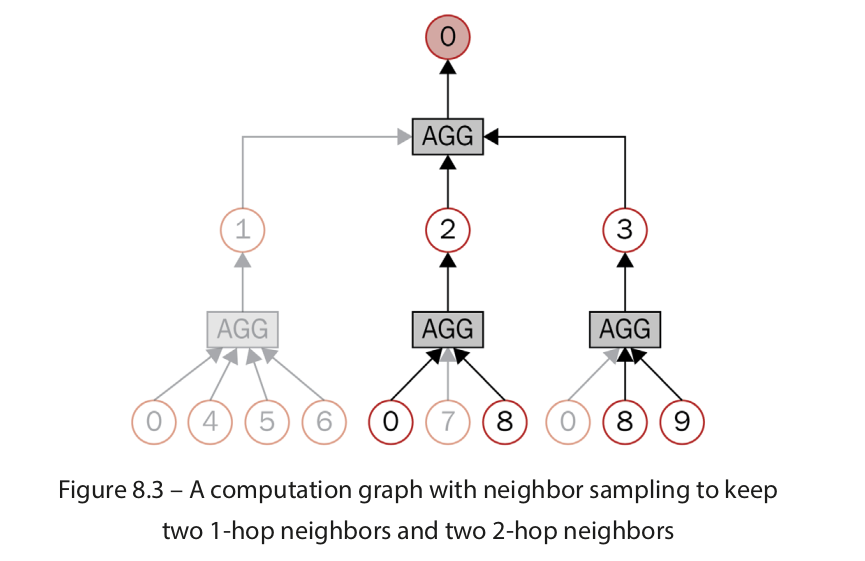 0
AGG
1 2 3
AGG AGG AGG
0 4 5 6 0 7 8 0 8 9
Figure 8.3 – A computation graph with neighbor sampling to keep
two 1-hop neighbors and two 2-hop neighbors